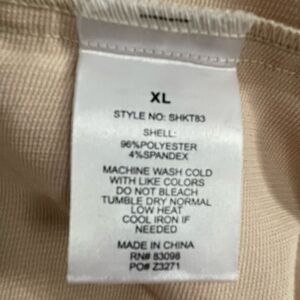 XL
STYLE NO: SHKT83
SHELL:
96%POLYESTER
4%SPANDEX
MACHINE WASH COLD
WITH LIKE COLORS
DO NOT BLEACH
TUMBLE DRY NORMAL
LOW HEAT
COOL IRON IF
NEEDED
MADE IN CHINA
RN# 83098
PO# Z3271